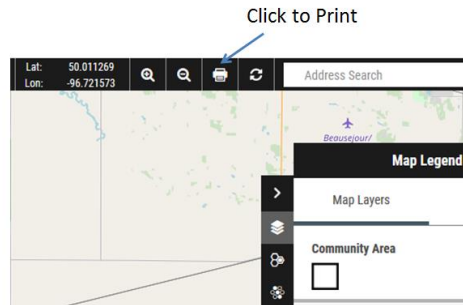 Click to Print
Lat: 50.011269
Lon: -96.721573
Address Search
Beausejour/
Map Legend
Map Layers
Community Area